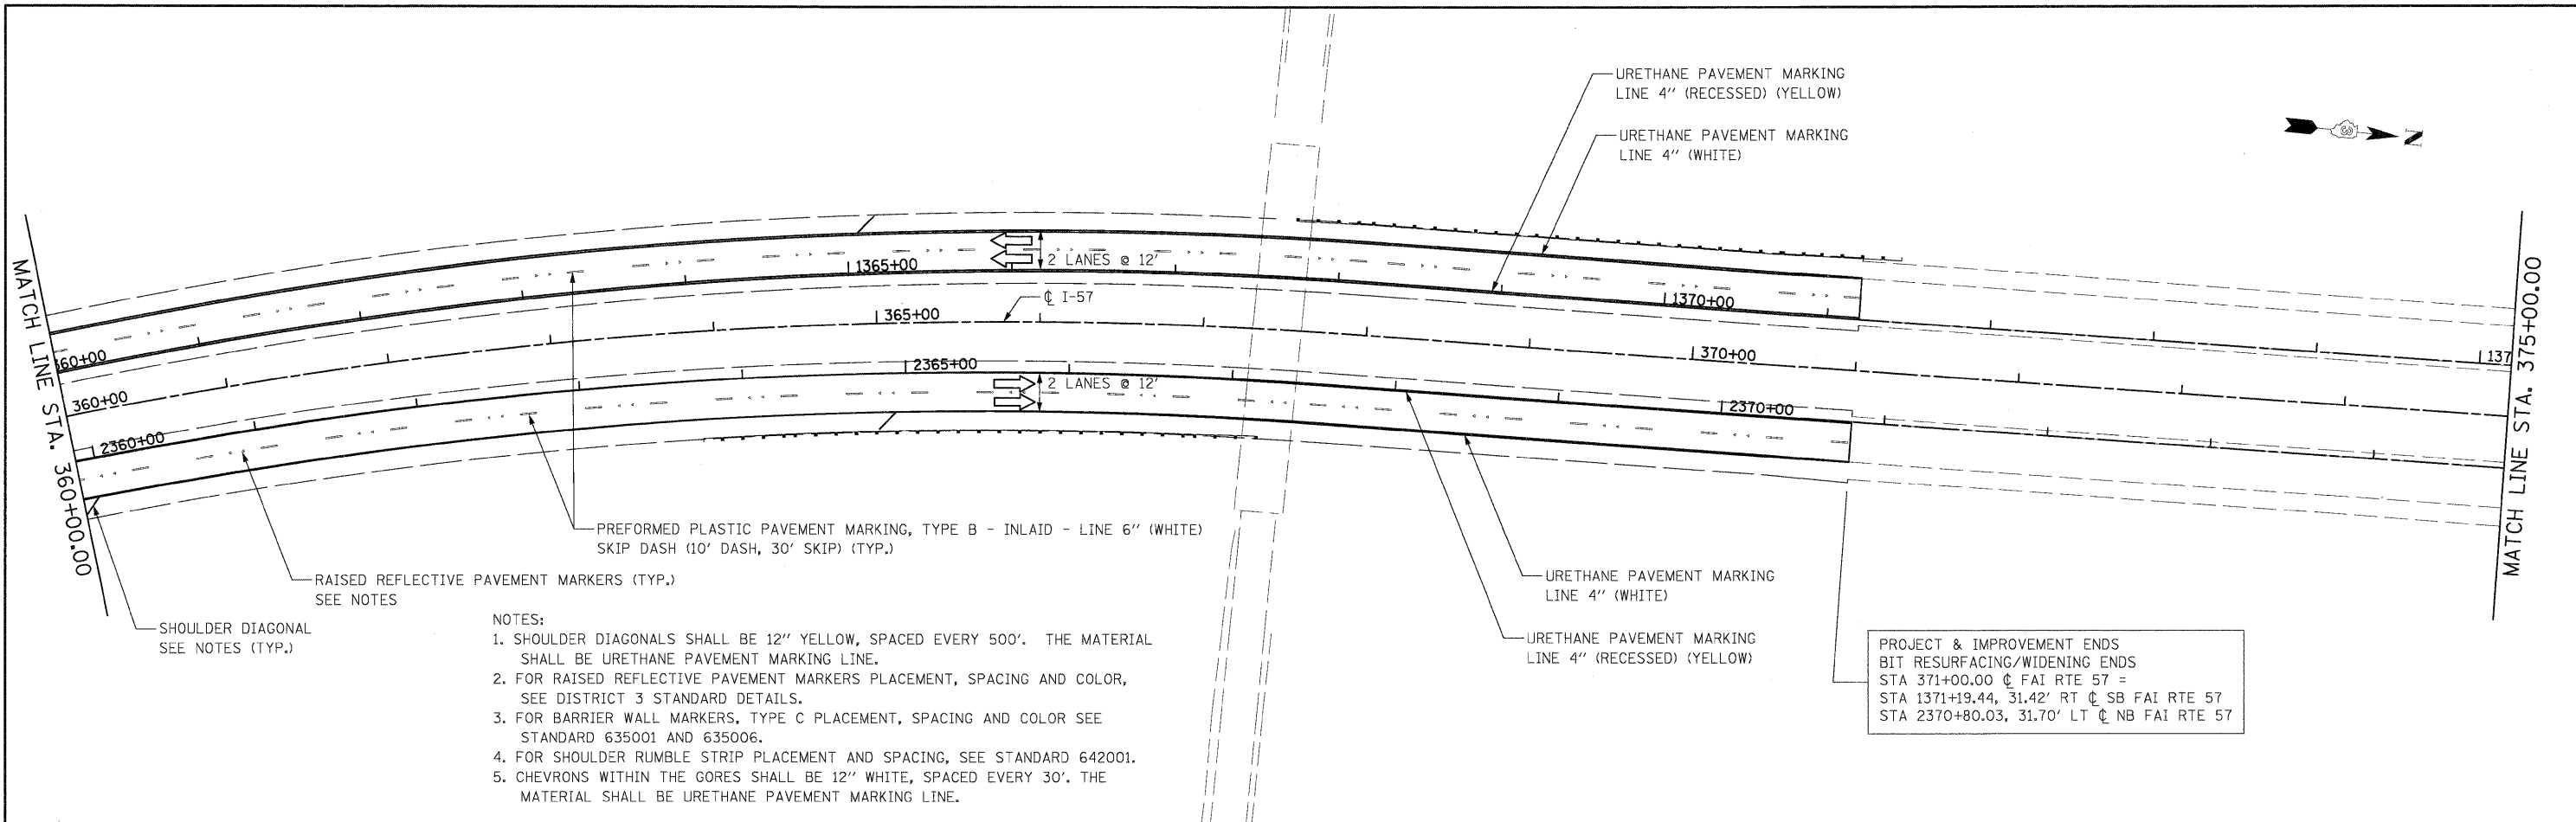 URETHANE PAVEMENT MARKING
LINE 4'' (RECESSED) (YELLOW)
URETHANE PAVEMENT MARKING
LINE 4'' (WHITE)
3
N
MATCH LINE STA. 360+00.00
2 LANES @ 12'
1365+00
℄ I-57
1370+00
365+00
370+00
137
60+00
360+00
2365+00
2 LANES @ 12'
2360+00
2370+00
MATCH LINE STA. 375+00.00
PREFORMED PLASTIC PAVEMENT MARKING, TYPE B - INLAID - LINE 6'' (WHITE)
SKIP DASH (10' DASH, 30' SKIP) (TYP.)
RAISED REFLECTIVE PAVEMENT MARKERS (TYP.)
SEE NOTES
SHOULDER DIAGONAL
SEE NOTES (TYP.)
URETHANE PAVEMENT MARKING
LINE 4'' (WHITE)
URETHANE PAVEMENT MARKING
LINE 4'' (RECESSED) (YELLOW)
NOTES:
1. SHOULDER DIAGONALS SHALL BE 12'' YELLOW, SPACED EVERY 500'. THE MATERIAL
SHALL BE URETHANE PAVEMENT MARKING LINE.
2. FOR RAISED REFLECTIVE PAVEMENT MARKERS PLACEMENT, SPACING AND COLOR,
SEE DISTRICT 3 STANDARD DETAILS.
3. FOR BARRIER WALL MARKERS, TYPE C PLACEMENT, SPACING AND COLOR SEE
STANDARD 635001 AND 635006.
4. FOR SHOULDER RUMBLE STRIP PLACEMENT AND SPACING, SEE STANDARD 642001.
5. CHEVRONS WITHIN THE GORES SHALL BE 12'' WHITE, SPACED EVERY 30'. THE
MATERIAL SHALL BE URETHANE PAVEMENT MARKING LINE.
PROJECT & IMPROVEMENT ENDS
BIT RESURFACING/WIDENING ENDS
STA 371+00.00 ℄ FAI RTE 57 =
STA 1371+19.44, 31.42' RT ℄ SB FAI RTE 57
STA 2370+80.03, 31.70' LT ℄ NB FAI RTE 57